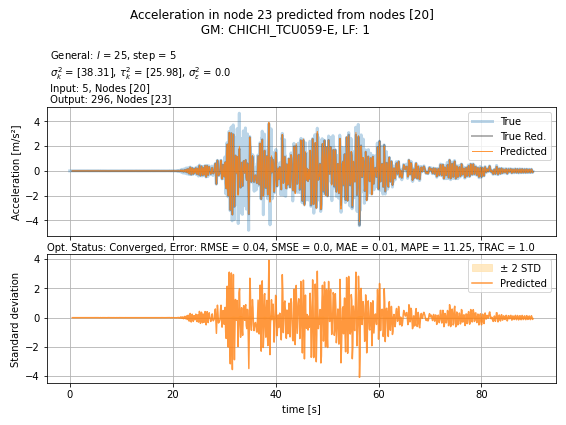 Acceleration in node 23 predicted from nodes [20]
GM: CHICHI_TCU059-E, LF: 1
General: l = 25, step = 5
σ²ₖ = [38.31], τ²ₖ = [25.98], σ²ε = 0.0
Input: 5, Nodes [20]
Output: 296, Nodes [23]
Acceleration [m/s²]
4
2
0
−2
−4
True
True Red.
Predicted
Opt. Status: Converged, Error: RMSE = 0.04, SMSE = 0.0, MAE = 0.01, MAPE = 11.25, TRAC = 1.0
Standard deviation
4
2
0
−2
−4
± 2 STD
Predicted
0 20 40 60 80
time [s]